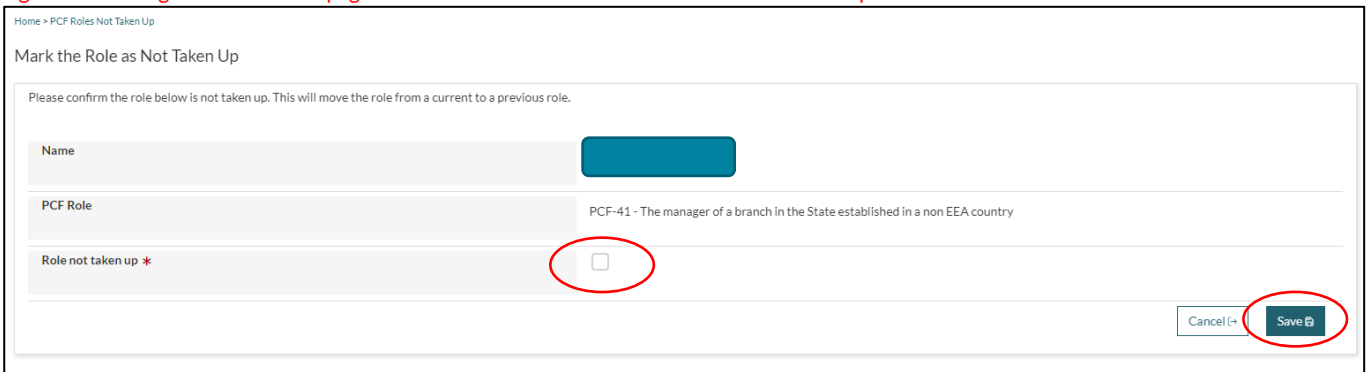 Home > PCF Roles Not Taken Up
Mark the Role as Not Taken Up
Please confirm the role below is not taken up. This will move the role from a current to a previous role.
Name
PCF Role
PCF-41 - The manager of a branch in the State established in a non EEA country
Role not taken up *
Cancel
Save